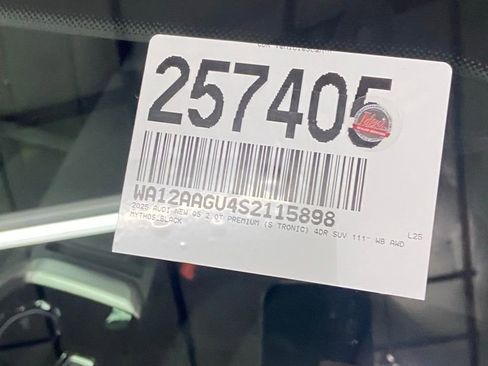 257405
WA12AAGU4S2115898
2025 AUDI NEW Q5 2.0T PREMIUM (S TRONIC) 4DR SUV 111" WB AWD L25
MYTHOS BLACK